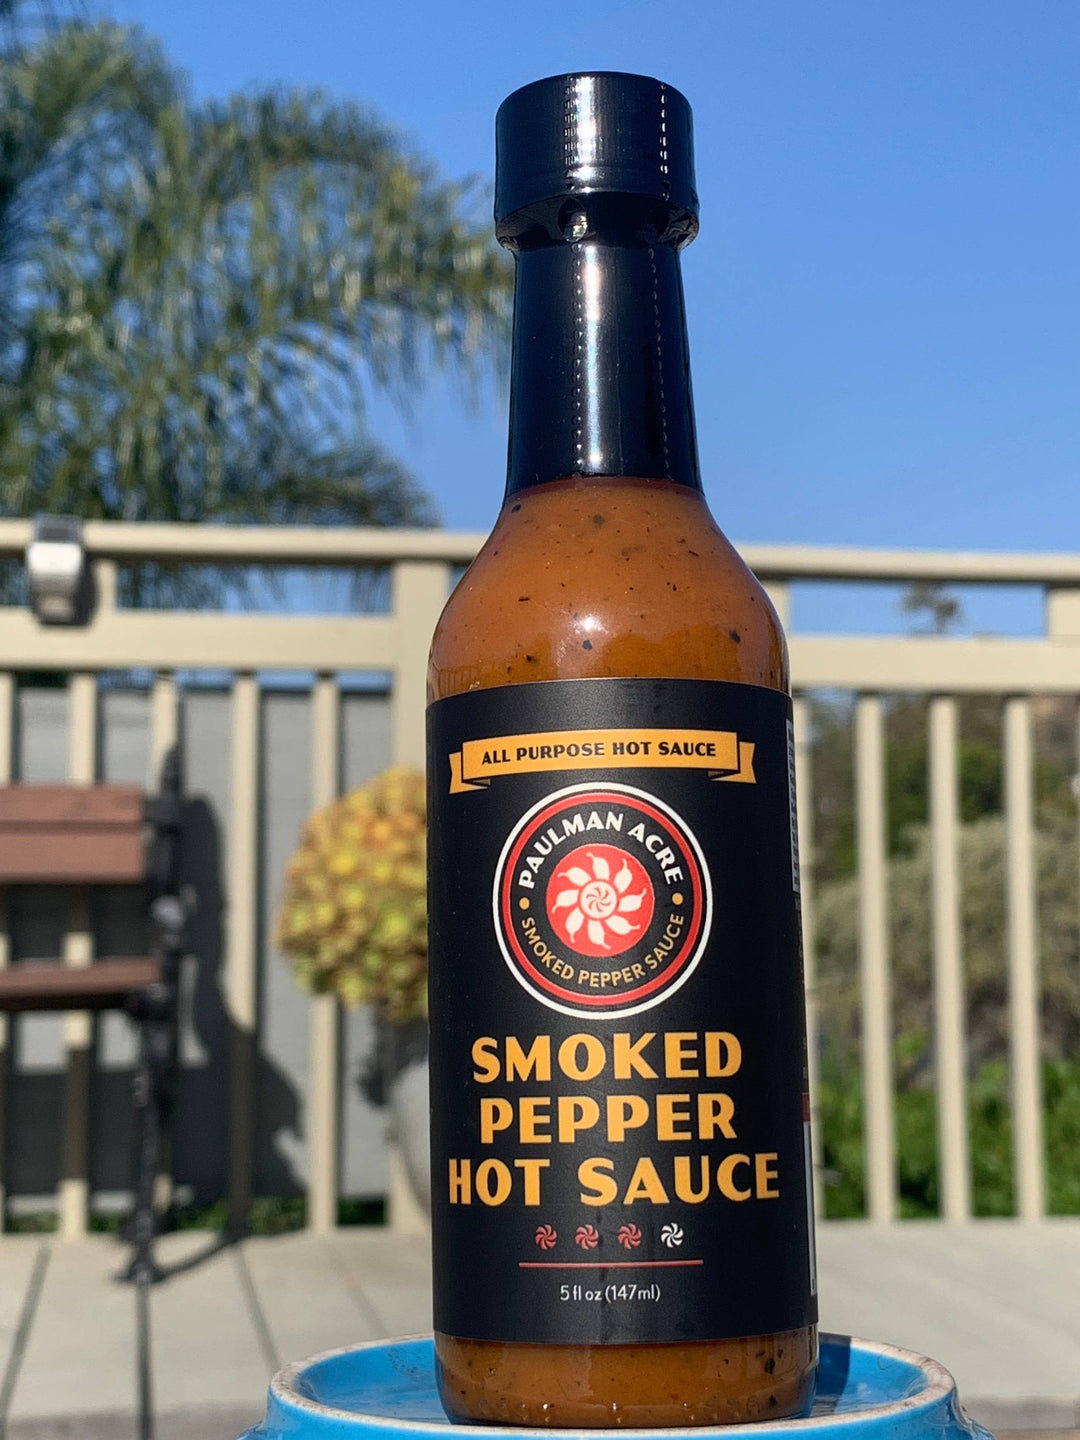 ALL PURPOSE HOT SAUCE
PAULMAN ACRE
SMOKED PEPPER SAUCE
SMOKED
PEPPER
HOT SAUCE
5 fl oz (147ml)